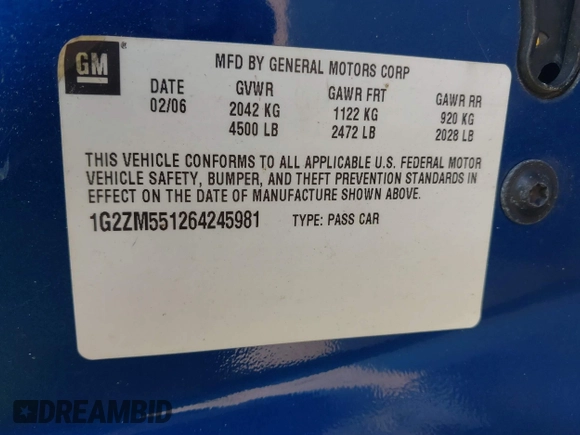 GM ®
MFD BY GENERAL MOTORS CORP
DATE GVWR GAWR FRT GAWR RR
02/06 2042 KG 1122 KG 920 KG
4500 LB 2472 LB 2028 LB
THIS VEHICLE CONFORMS TO ALL APPLICABLE U.S. FEDERAL MOTOR
VEHICLE SAFETY, BUMPER, AND THEFT PREVENTION STANDARDS IN
EFFECT ON THE DATE OF MANUFACTURE SHOWN ABOVE.
1G2ZM551264245981 TYPE: PASS CAR
DREAMBID